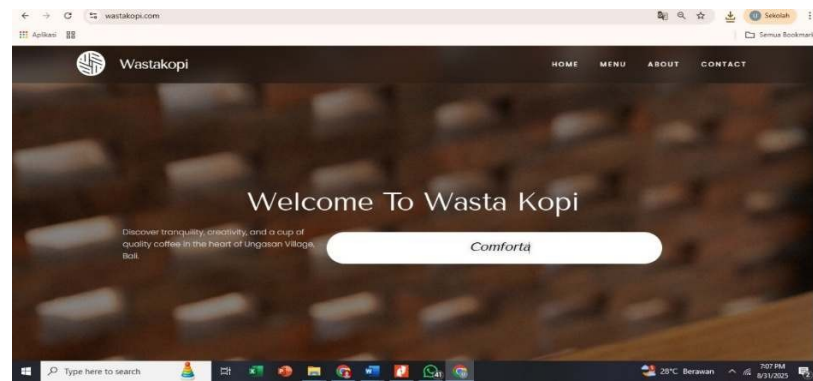 wastakopi.com
Sekolah
Aplikasi
Semua Bookmark
Wastakopi
HOME MENU ABOUT CONTACT
Welcome To Wasta Kopi
Discover tranquility, creativity, and a cup of
quality coffee in the heart of Ungasan Village,
Bali.
Comforta
Type here to search
41
28°C Berawan
7:07 PM
8/31/2025